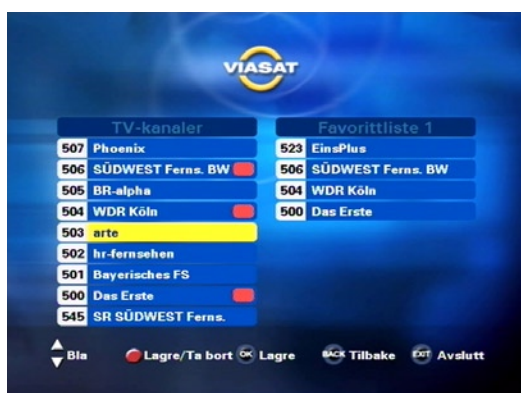 VIASAT
TV-kanaler
507 Phoenix
506 SÜDWEST Ferns. BW
505 BR-alpha
504 WDR Köln
503 arte
502 hr-fernsehen
501 Bayerisches FS
500 Das Erste
545 SR SÜDWEST Ferns.
Favorittliste 1
523 EinsPlus
506 SÜDWEST Ferns. BW
504 WDR Köln
500 Das Erste
Bla Lagre/Ta bort OK Lagre BACK Tilbake EXIT Avslutt